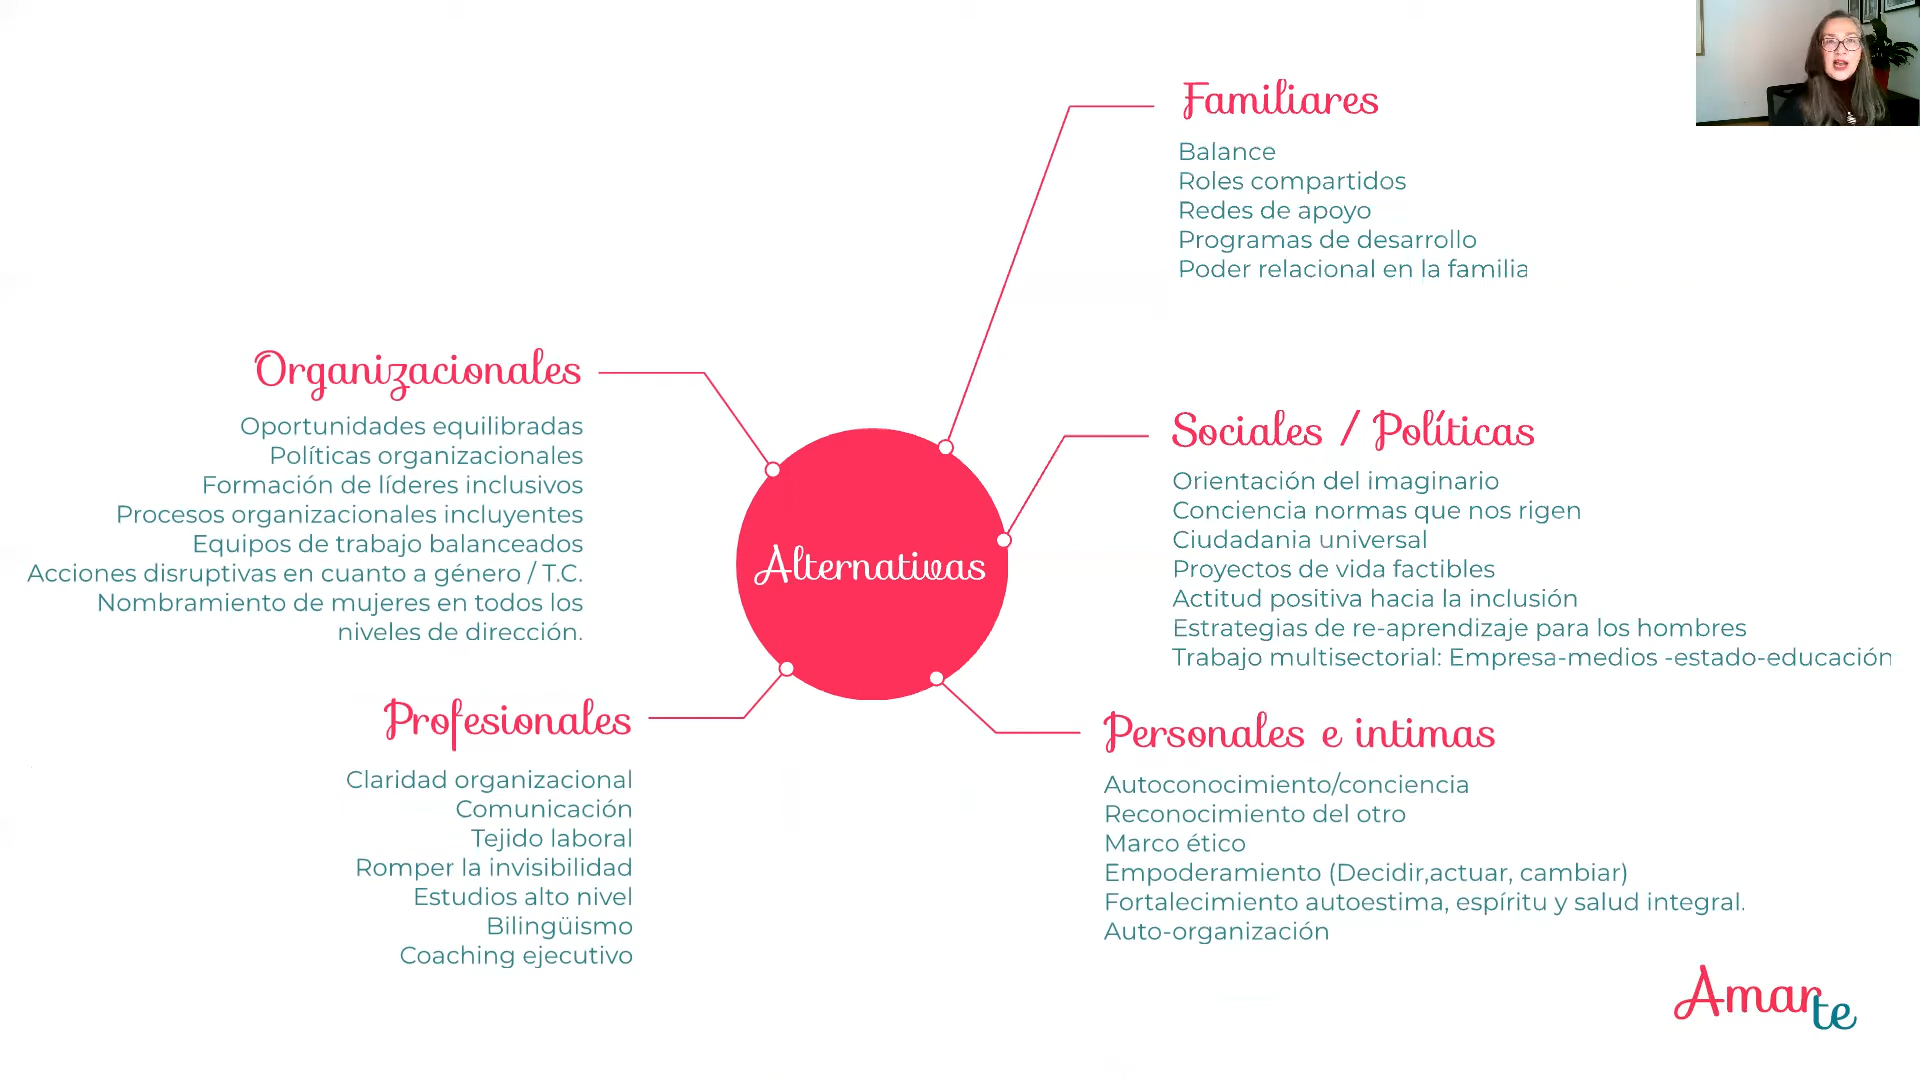 Familiares
Balance
Roles compartidos
Redes de apoyo
Programas de desarrollo
Poder relacional en la familia
Organizacionales
Oportunidades equilibradas
Políticas organizacionales
Formación de líderes inclusivos
Procesos organizacionales incluyentes
Equipos de trabajo balanceados
Acciones disruptivas en cuanto a género / T.C.
Nombramiento de mujeres en todos los
niveles de dirección.
Alternativas
Sociales / Políticas
Orientación del imaginario
Conciencia normas que nos rigen
Ciudadania universal
Proyectos de vida factibles
Actitud positiva hacia la inclusión
Estrategias de re-aprendizaje para los hombres
Trabajo multisectorial: Empresa-medios -estado-educación
Profesionales
Claridad organizacional
Comunicación
Tejido laboral
Romper la invisibilidad
Estudios alto nivel
Bilingüismo
Coaching ejecutivo
Personales e intimas
Autoconocimiento/conciencia
Reconocimiento del otro
Marco ético
Empoderamiento (Decidir,actuar, cambiar)
Fortalecimiento autoestima, espíritu y salud integral.
Auto-organización
Amarte